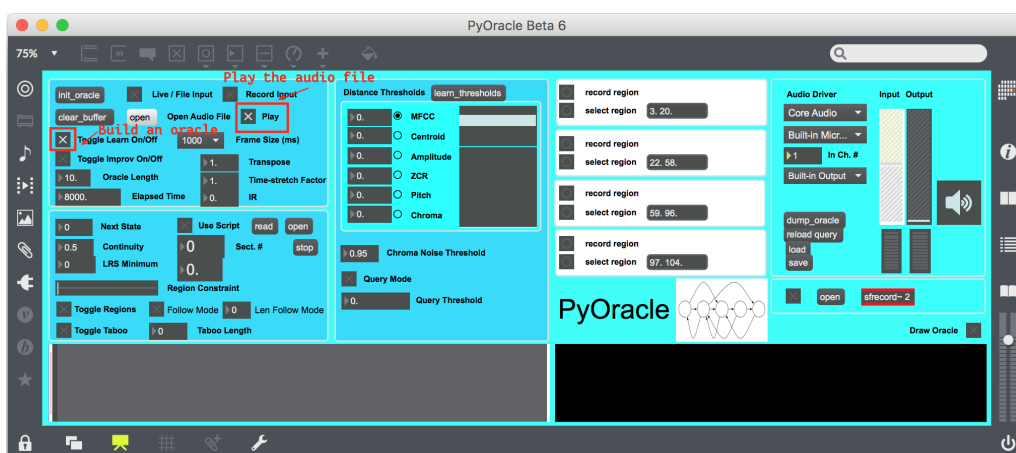 PyOracle Beta 6
75%
Play the audio file
init_oracle Live / File Input Record Input
clear_buffer open Open Audio File Play
Build an oracle
Toggle Learn On/Off 1000 Frame Size (ms)
Toggle Improv On/Off 1. Transpose
10. Oracle Length 1. Time-stretch Factor
8000. Elapsed Time 0. IR
0 Next State Use Script read open
0.5 Continuity 0 Sect. # stop
0 LRS Minimum 0.
Region Constraint
Toggle Regions Follow Mode 0 Len Follow Mode
Toggle Taboo 0 Taboo Length
Distance Thresholds learn_thresholds
0. MFCC
0. Centroid
0. Amplitude
0. ZCR
0. Pitch
0. Chroma
0.95 Chroma Noise Threshold
Query Mode
0. Query Threshold
record region
select region 3. 20.
record region
select region 22. 58.
record region
select region 59. 96.
record region
select region 97. 104.
PyOracle
Audio Driver Input Output
Core Audio
Built-in Micr...
1 In Ch. #
Built-in Output
dump_oracle
reload query
load
save
open sfrecord~ 2
Draw Oracle